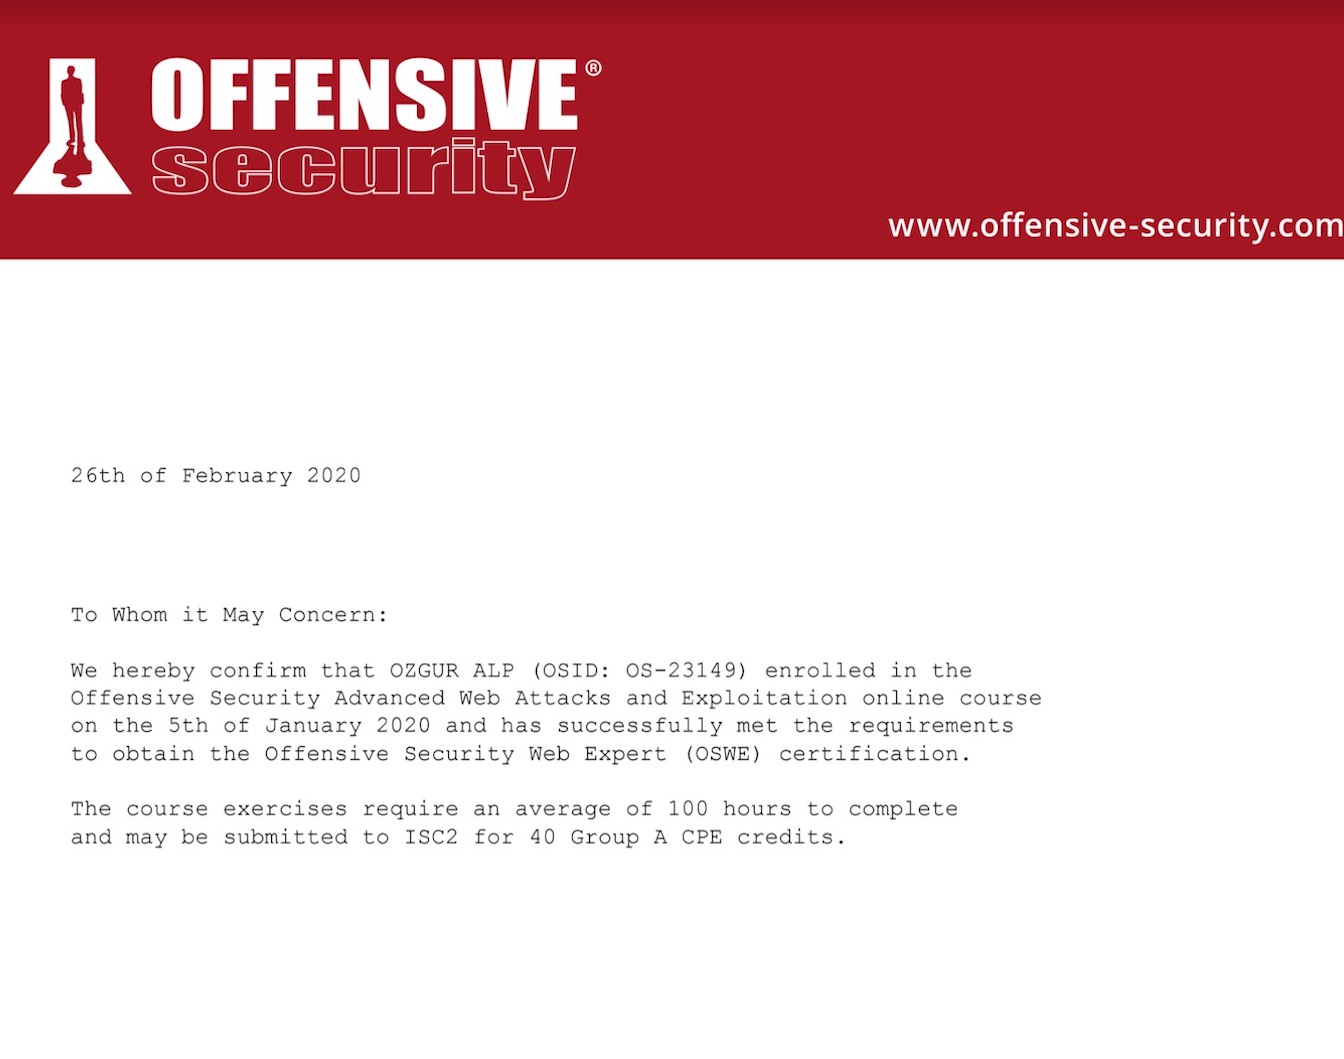 OFFENSIVE®
security
www.offensive-security.com
26th of February 2020
To Whom it May Concern:
We hereby confirm that OZGUR ALP (OSID: OS-23149) enrolled in the
Offensive Security Advanced Web Attacks and Exploitation online course
on the 5th of January 2020 and has successfully met the requirements
to obtain the Offensive Security Web Expert (OSWE) certification.
The course exercises require an average of 100 hours to complete
and may be submitted to ISC2 for 40 Group A CPE credits.